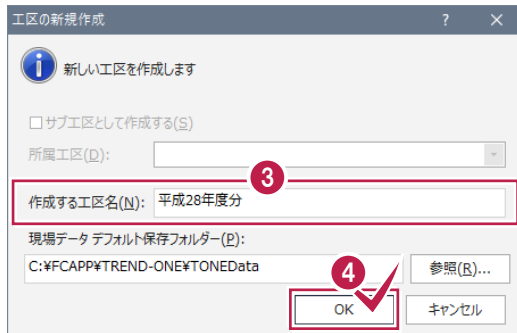 工区の新規作成 ? ×
新しい工区を作成します
サブ工区として作成する(S)
所属工区(D):
3
作成する工区名(N): 平成28年度分
現場データ デフォルト保存フォルダー(P):
C:¥FCAPP¥TREND-ONE¥TONEData 参照(R)...
4
OK キャンセル